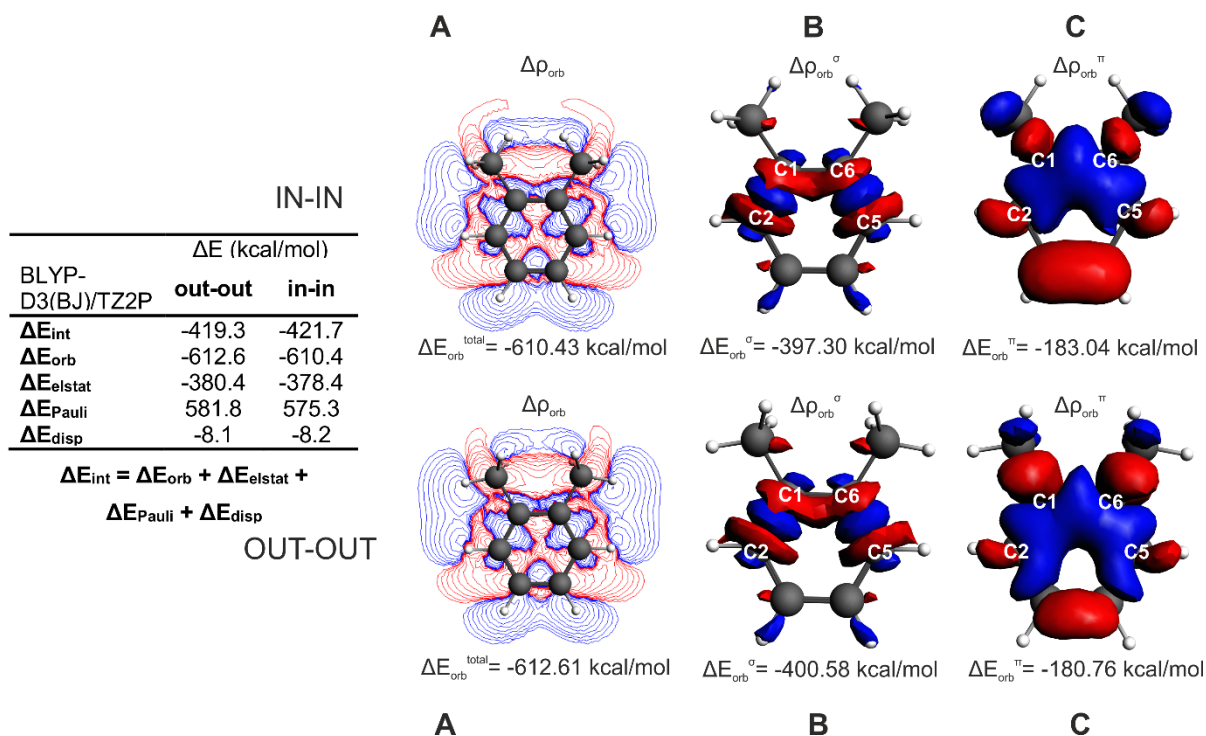 A B C
Δρorb Δρorbσ Δρorbπ
IN-IN
C1 C6
C2 C5
C1 C6
C2 C5
ΔEorbtotal= -610.43 kcal/mol ΔEorbσ= -397.30 kcal/mol ΔEorbπ= -183.04 kcal/mol
ΔE (kcal/mol)
BLYP-
D3(BJ)/TZ2P out-out in-in
ΔEint -419.3 -421.7
ΔEorb -612.6 -610.4
ΔEelstat -380.4 -378.4
ΔEPauli 581.8 575.3
ΔEdisp -8.1 -8.2
ΔEint = ΔEorb + ΔEelstat +
ΔEPauli + ΔEdisp
OUT-OUT
Δρorb Δρorbσ Δρorbπ
C1 C6
C2 C5
C1 C6
C2 C5
ΔEorbtotal= -612.61 kcal/mol ΔEorbσ= -400.58 kcal/mol ΔEorbπ= -180.76 kcal/mol
A B C